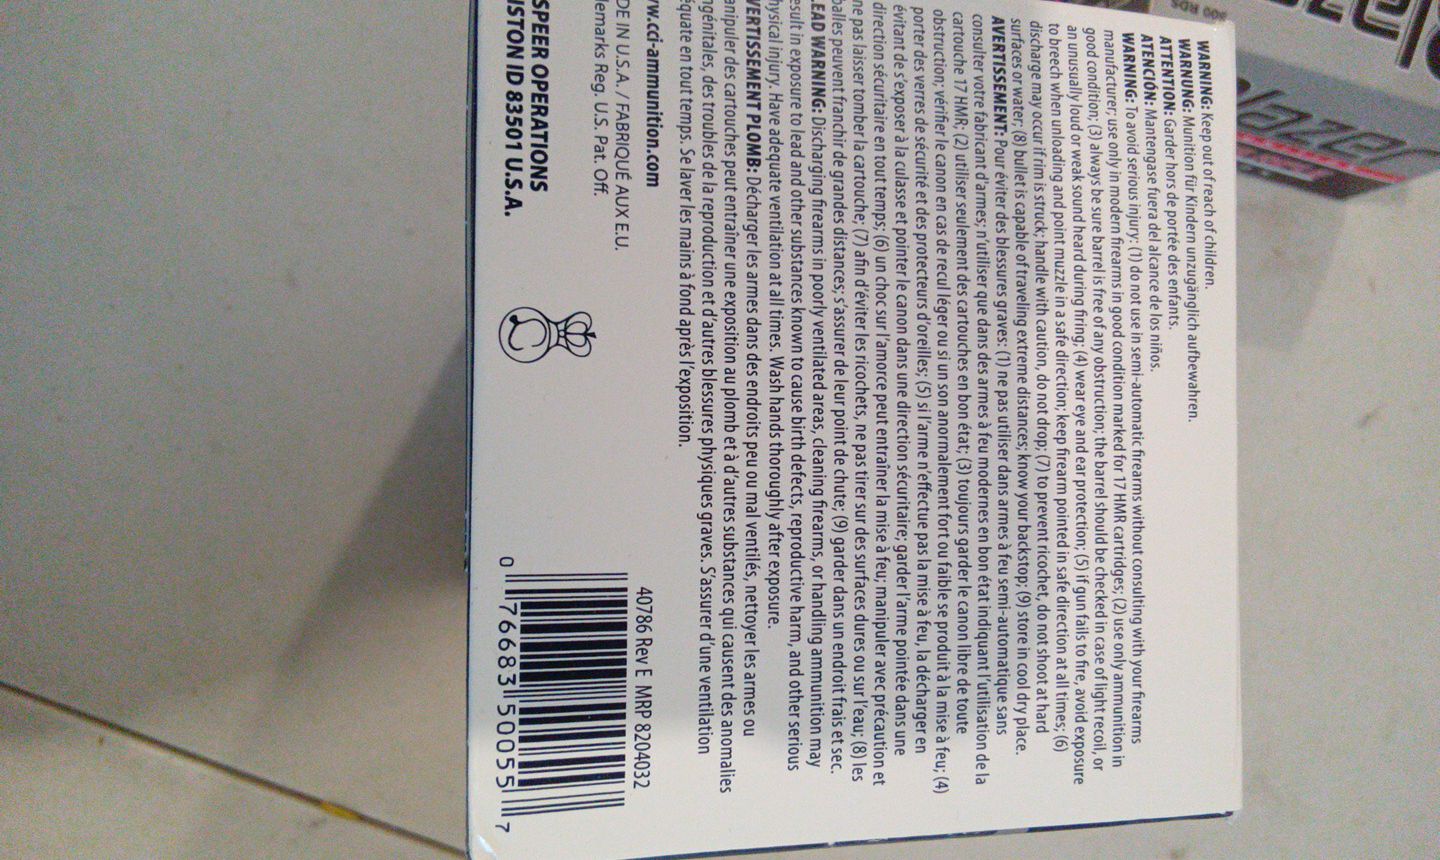 WARNING: Keep out of reach of children.
WARNUNG: Munition für Kindern unzugänglich aufbewahren.
ATTENTION: Garder hors de portée des enfants.
ATENCIÓN: Mantengase fuera del alcance de los niños.
WARNING: To avoid serious injury: (1) do not use in semi-automatic firearms without consulting with your firearms
manufacturer; use only in modern firearms in good condition marked for 17 HMR cartridges; (2) use only ammunition in
good condition; (3) always be sure barrel is free of any obstruction; the barrel should be checked in case of light recoil, or
an unusually loud or weak sound heard during firing; (4) wear eye and ear protection; (5) if gun fails to fire, avoid exposure
to breech when unloading and point muzzle in a safe direction; keep firearm pointed in safe direction at all times; (6)
discharge may occur if rim is struck; handle with caution, do not drop; (7) to prevent ricochet, do not shoot at hard
surfaces or water; (8) bullet is capable of traveling extreme distances; know your backstop; (9) store in cool dry place.
AVERTISSEMENT: Pour éviter des blessures graves: (1) ne pas utiliser dans armes à feu semi-automatique sans
consulter votre fabricant d'armes; n'utiliser que dans des armes à feu modernes en bon état indiquant l'utilisation de la
cartouche 17 HMR; (2) utiliser seulement des cartouches en bon état; (3) toujours garder le canon libre de toute
obstruction; vérifier le canon en cas de recul léger ou si un son anormalement fort ou faible se produit à la mise à feu; (4)
porter des verres de sécurité et des protecteurs d'oreilles; (5) si l'arme n'effectue pas la mise à feu, la décharger en
évitant de s'exposer à la culasse et pointer le canon dans une direction sécuritaire; garder l'arme pointée dans une
direction sécuritaire en tout temps; (6) un choc sur l'amorce peut entraîner la mise à feu; manipuler avec précaution et
ne pas laisser tomber la cartouche; (7) afin d'éviter les ricochets, ne pas tirer sur des surfaces dures ou sur l'eau; (8) les
balles peuvent franchir de grandes distances; s'assurer de leur point de chute; (9) garder dans un endroit frais et sec.
LEAD WARNING: Discharging firearms in poorly ventilated areas, cleaning firearms, or handling ammunition may
esult in exposure to lead and other substances known to cause birth defects, reproductive harm, and other serious
hysical injury. Have adequate ventilation at all times. Wash hands thoroughly after exposure.
VERTISSEMENT PLOMB: Décharger les armes dans des endroits peu ou mal ventilés, nettoyer les armes ou
anipuler des cartouches peut entraîner une exposition au plomb et à d'autres substances qui causent des anomalies
ngénitales, des troubles de la reproduction et d'autres blessures physiques graves. S'assurer d'une ventilation
équate en tout temps. Se laver les mains à fond après l'exposition.
w.cci-ammunition.com
DE IN U.S.A. / FABRIQUÉ AUX E.U.
lemarks Reg. U.S. Pat. Off.
40786 Rev E MRP 8204032
SPEER OPERATIONS
ISTON ID 83501 U.S.A.
0 76683 50055 7
lazer
RDS